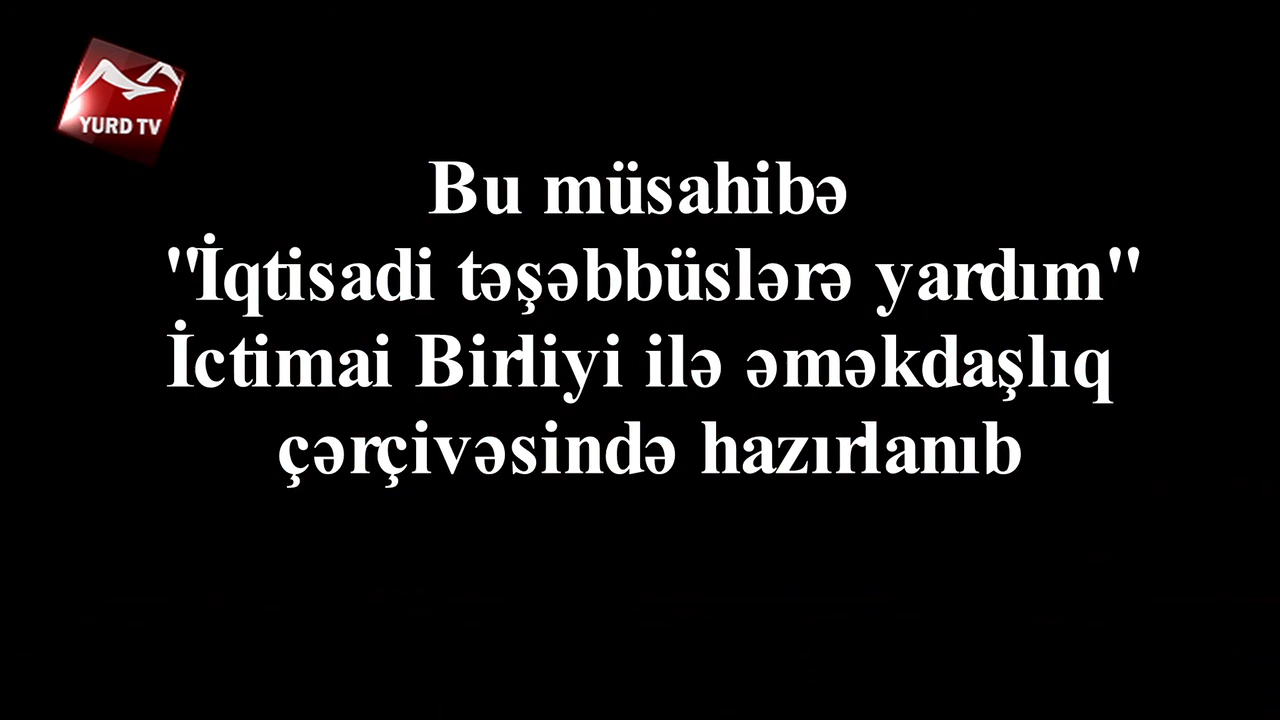 YURD TV
Bu müsahibə
"İqtisadi təşəbbüslərə yardım"
İctimai Birliyi ilə əməkdaşlıq
çərçivəsində hazırlanıb